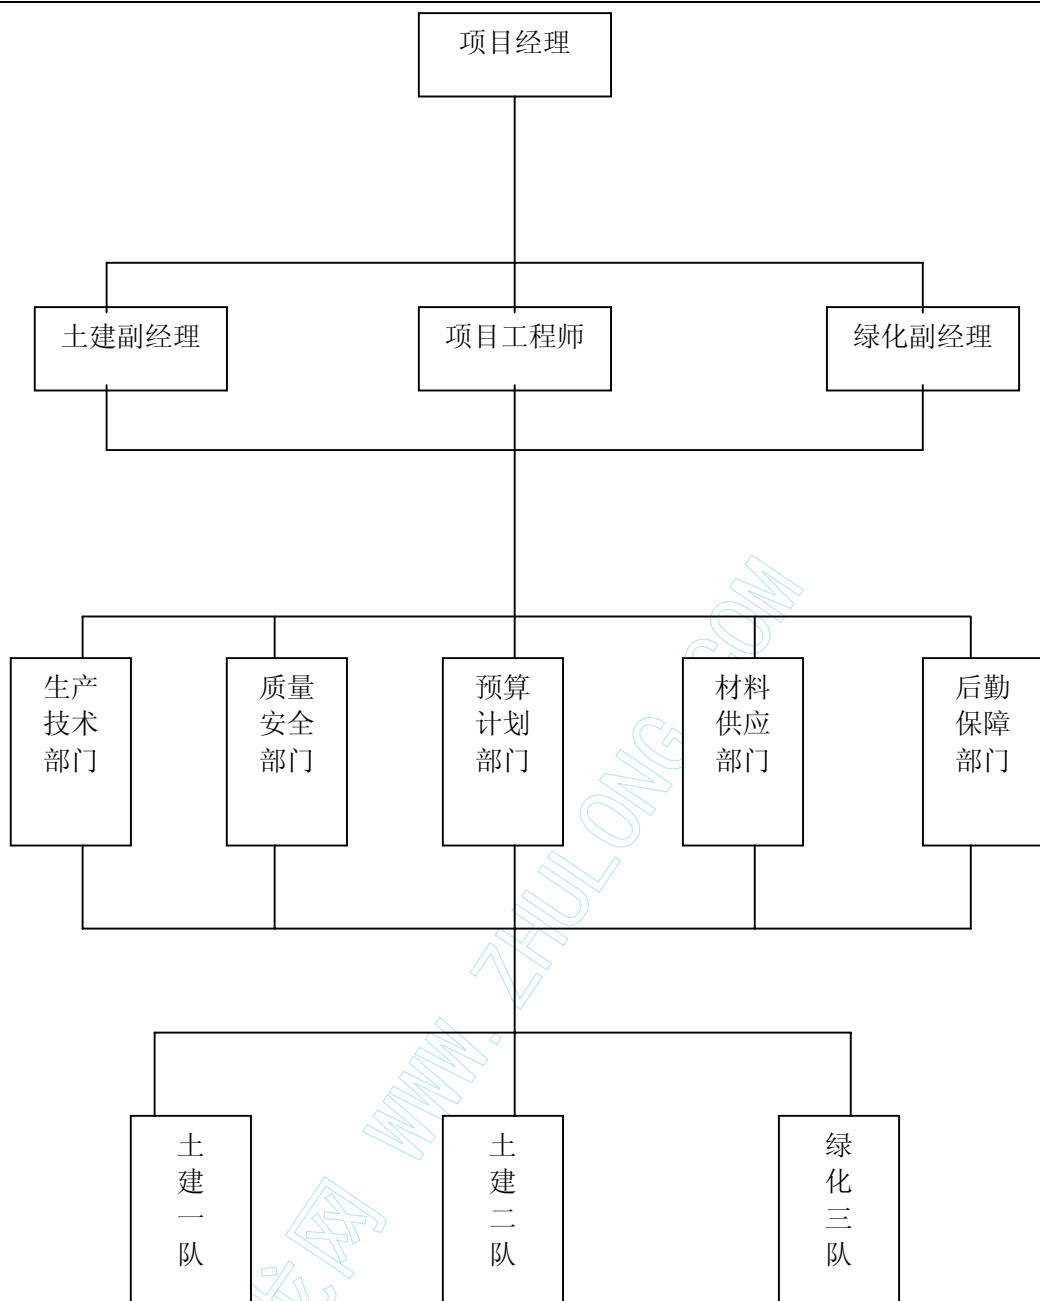 项目经理
土建副经理
项目工程师
绿化副经理
生产
技术
部门
质量
安全
部门
预算
计划
部门
材料
供应
部门
后勤
保障
部门
土
建
一
队
土
建
二
队
绿
化
三
队
龙网 WWW.ZHULONG.COM